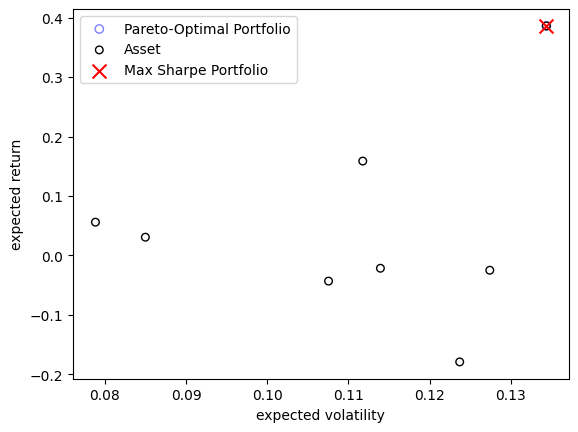 Pareto-Optimal Portfolio
Asset
Max Sharpe Portfolio
0.4
0.3
0.2
0.1
0.0
−0.1
−0.2
expected return
0.08 0.09 0.10 0.11 0.12 0.13
expected volatility